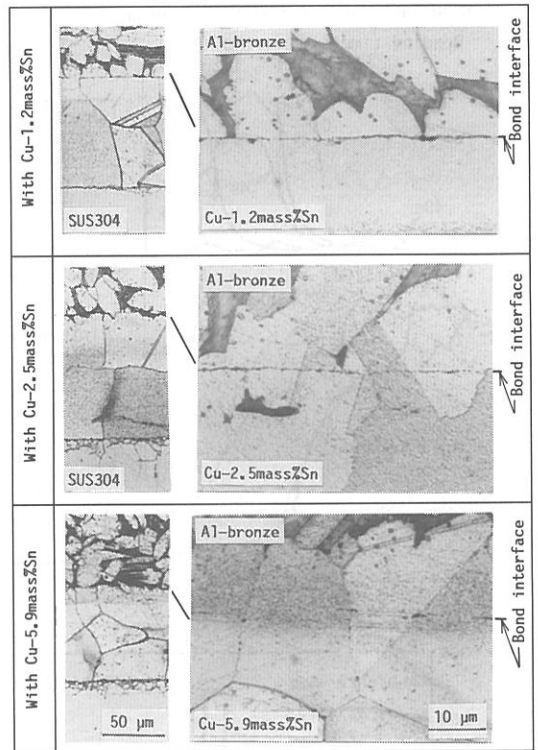 With Cu-1.2mass%Sn
SUS304
Al-bronze
Cu-1.2mass%Sn
Bond interface
With Cu-2.5mass%Sn
SUS304
Al-bronze
Cu-2.5mass%Sn
Bond interface
With Cu-5.9mass%Sn
50 µm
Al-bronze
Cu-5.9mass%Sn
10 µm
Bond interface